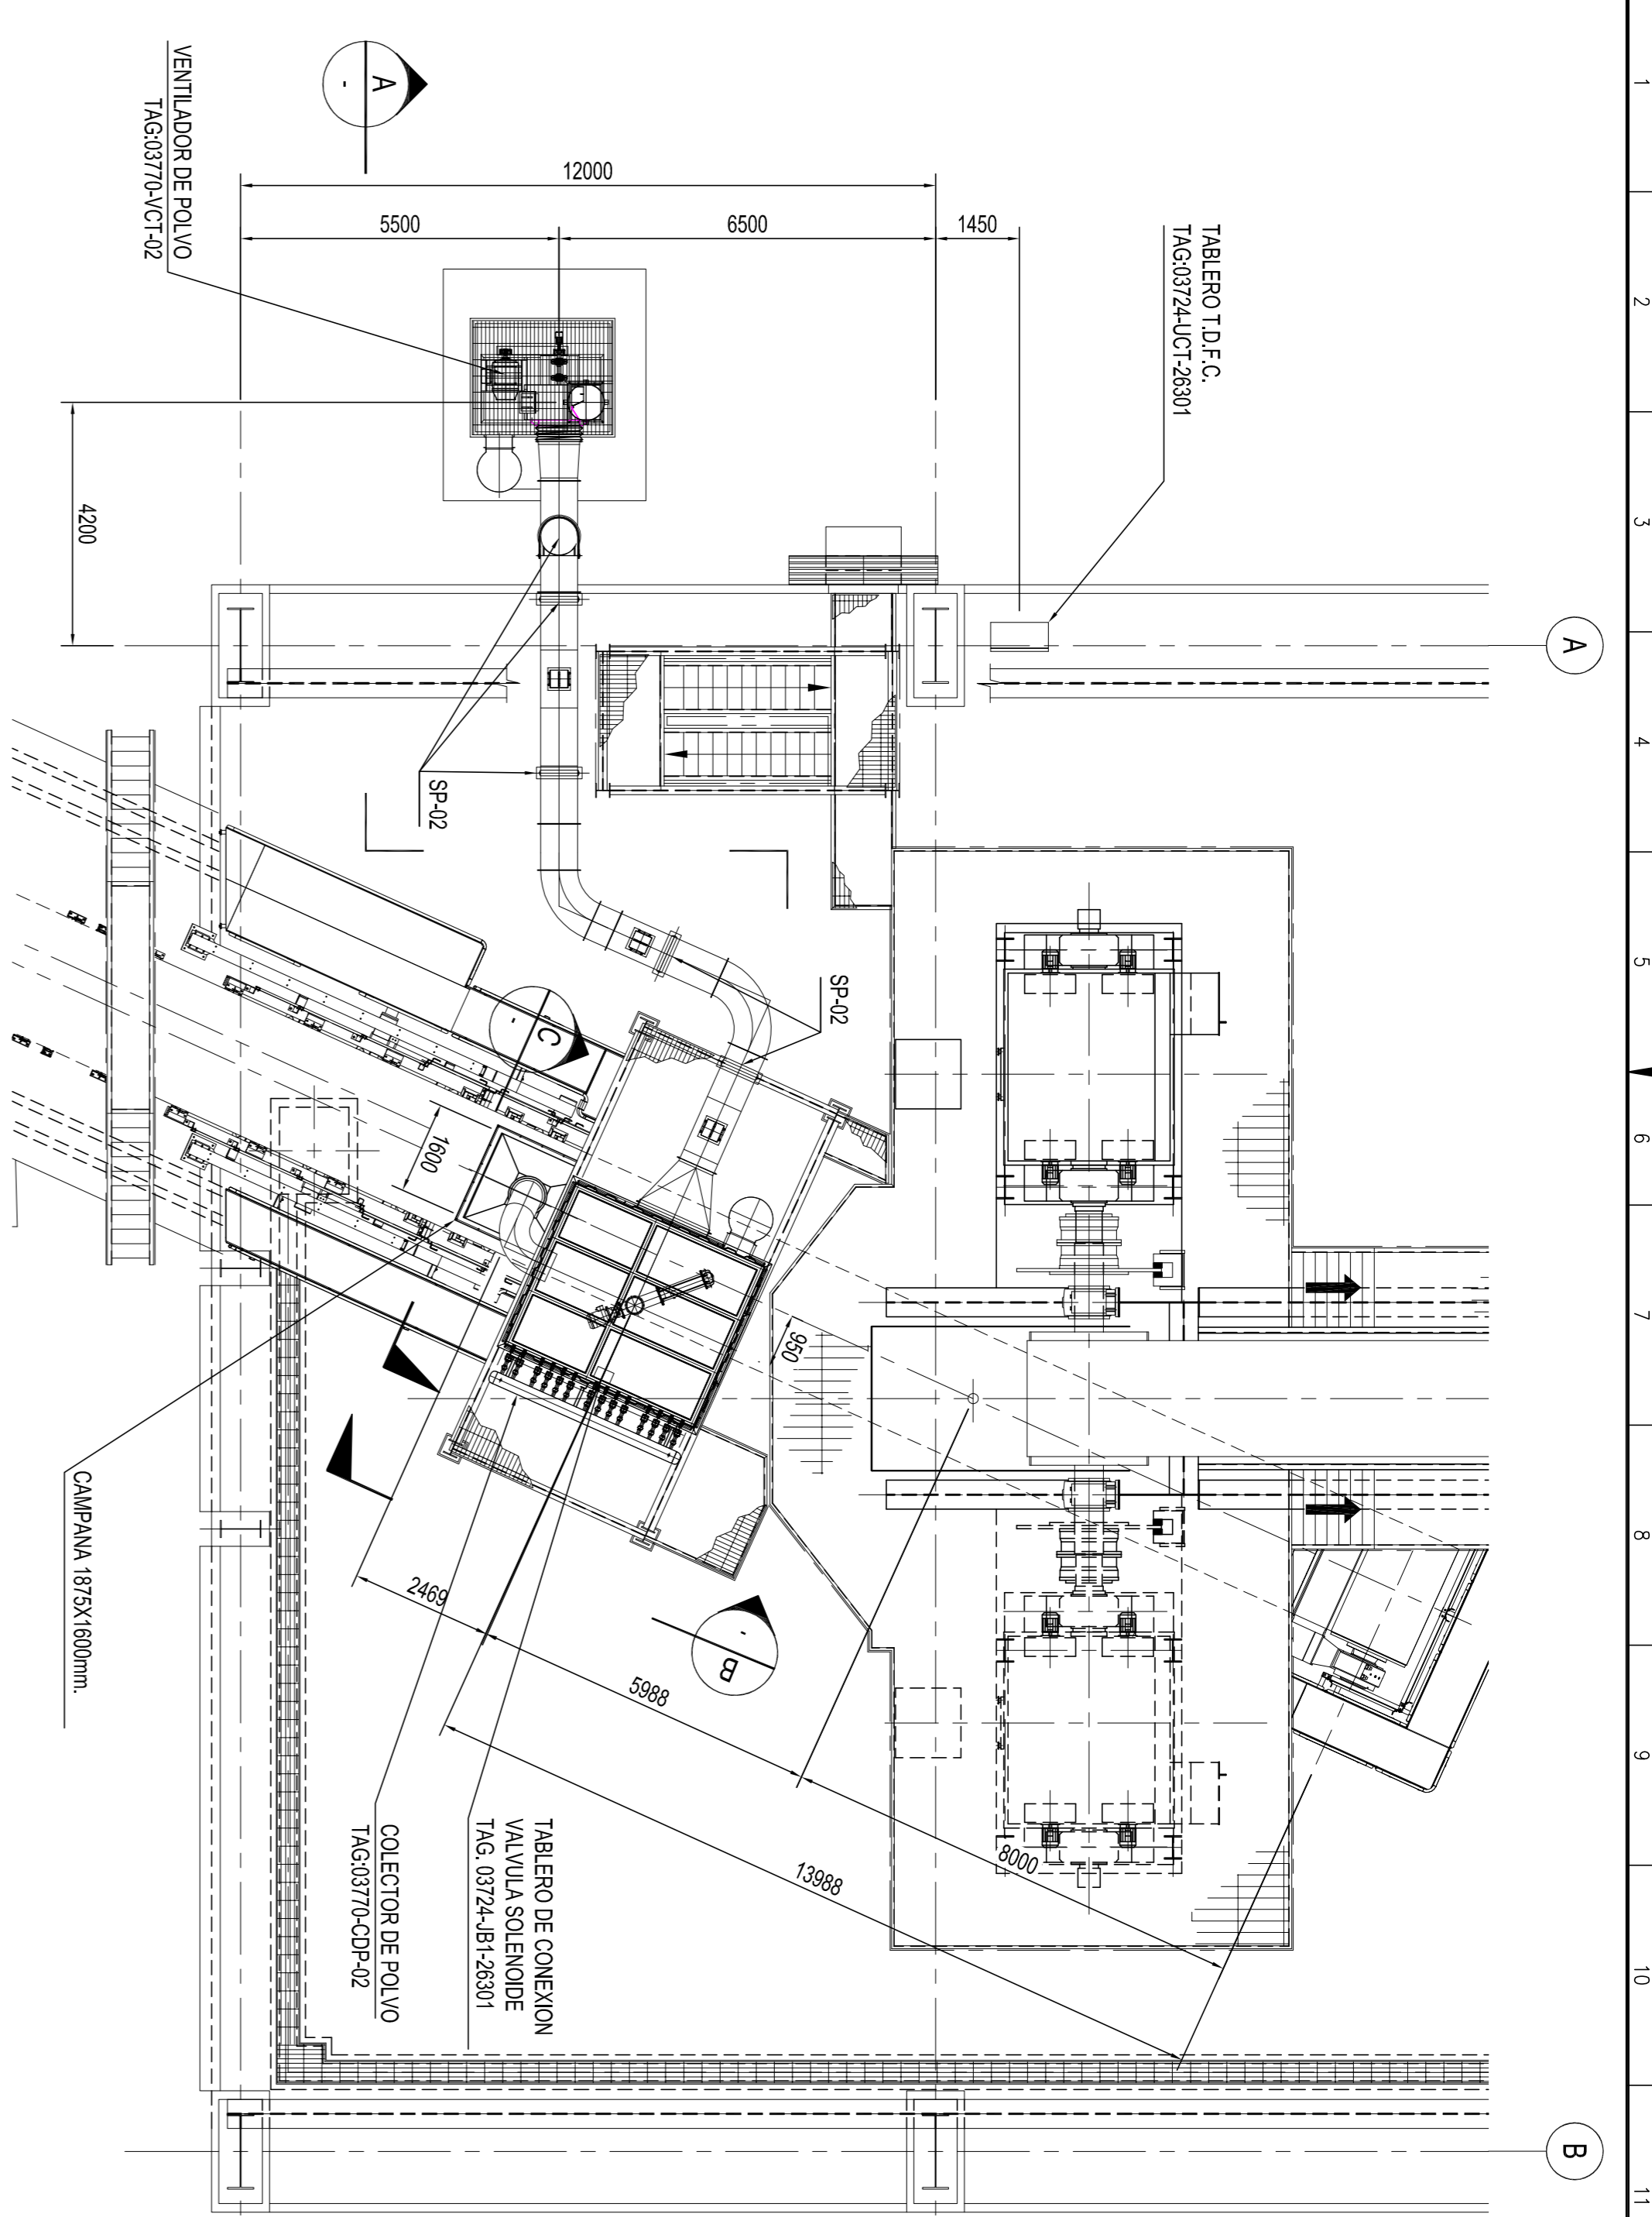 1
2
3
4
5
6
7
8
9
10
11
A
B
A
-
VENTILADOR DE POLVO
TAG:03770-VCT-02
12000
5500
6500
1450
TABLERO T.D.F.C.
TAG:03724-UCT-26301
4200
SP-02
SP-02
C
-
1600
950
CAMPANA 1875X1600mm.
2469
5988
8000
13988
B
-
TABLERO DE CONEXION
VALVULA SOLENOIDE
TAG. 03724-JB1-26301
COLECTOR DE POLVO
TAG:03770-CDP-02